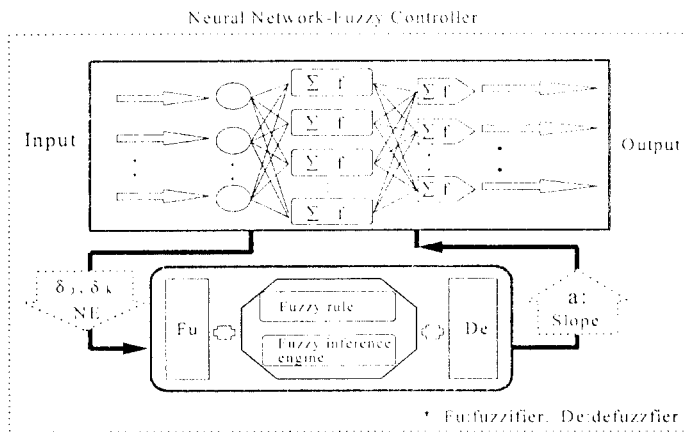 Neural Network-Fuzzy Controller
Input
Σ f
Σ f
Σ f
Σ f
Σ f
Σ f
Σ f
Output
δ j , δ k
NE
Fu
Fuzzy rule
Fuzzy inference
engine
De
a:
Slope
* Fu:fuzzifier, De:defuzzfier